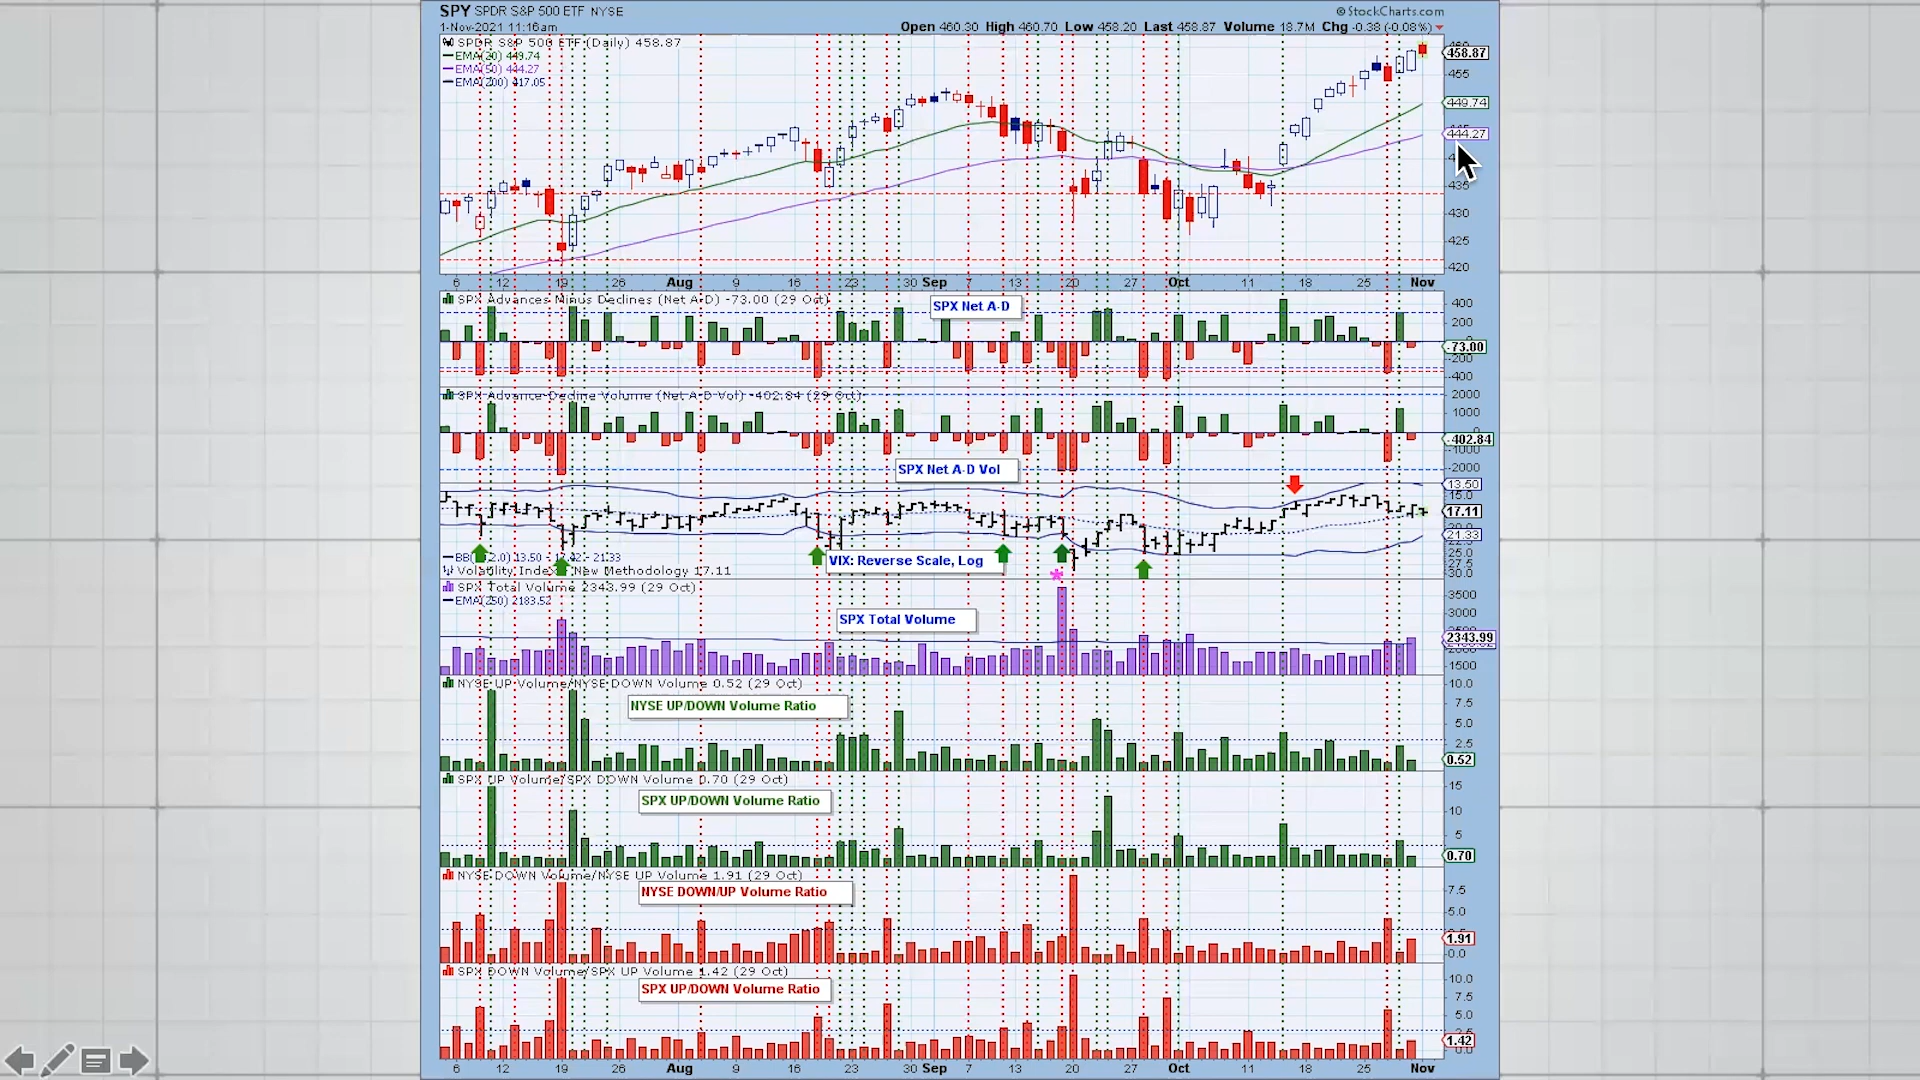 SPY SPDR S&P 500 ETF NYSE
© StockCharts.com
1-Nov-2021 11:16am
Open 460.30 High 460.70 Low 458.20 Last 458.87 Volume 18.7M Chg -0.38 (-0.08%)
SPDR S&P 500 ETF (Daily) 458.87
EMA(20) 449.74
EMA(50) 444.27
EMA(200) 417.05
458.87
455
449.74
444.27
435
430
425
420
6 12 19 26 Aug 9 16 23 30 Sep 7 13 20 27 Oct 11 18 25 Nov
SPX Advances Minus Declines (Net A-D) -73.00 (29 Oct)
SPX Net A-D
400
200
-73.00
-200
-400
SPX Advance-Decline Volume (Net A-D Vol) -402.84 (29 Oct)
2000
1000
-402.84
-1000
-2000
SPX Net A-D Vol
13.50
15.0
17.11
21.33
25.0
27.5
30.0
VIX: Reverse Scale, Log
Volatility Index - New Methodology 17.11
SPX Total Volume 2343.99 (29 Oct)
EMA(250) 2183.52
SPX Total Volume
3500
3000
2343.99
1500
NYSE UP Volume/NYSE DOWN Volume 0.52 (29 Oct)
NYSE UP/DOWN Volume Ratio
10.0
7.5
5.0
2.5
0.52
SPX UP Volume/SPX DOWN Volume 0.70 (29 Oct)
SPX UP/DOWN Volume Ratio
15
10
5
0.70
NYSE DOWN Volume/NYSE UP Volume 1.91 (29 Oct)
NYSE DOWN/UP Volume Ratio
7.5
5.0
1.91
0.0
SPX DOWN Volume/SPX UP Volume 1.42 (29 Oct)
SPX UP/DOWN Volume Ratio
10.0
7.5
5.0
1.42
6 12 19 26 Aug 9 16 23 30 Sep 7 13 20 27 Oct 11 18 25 Nov